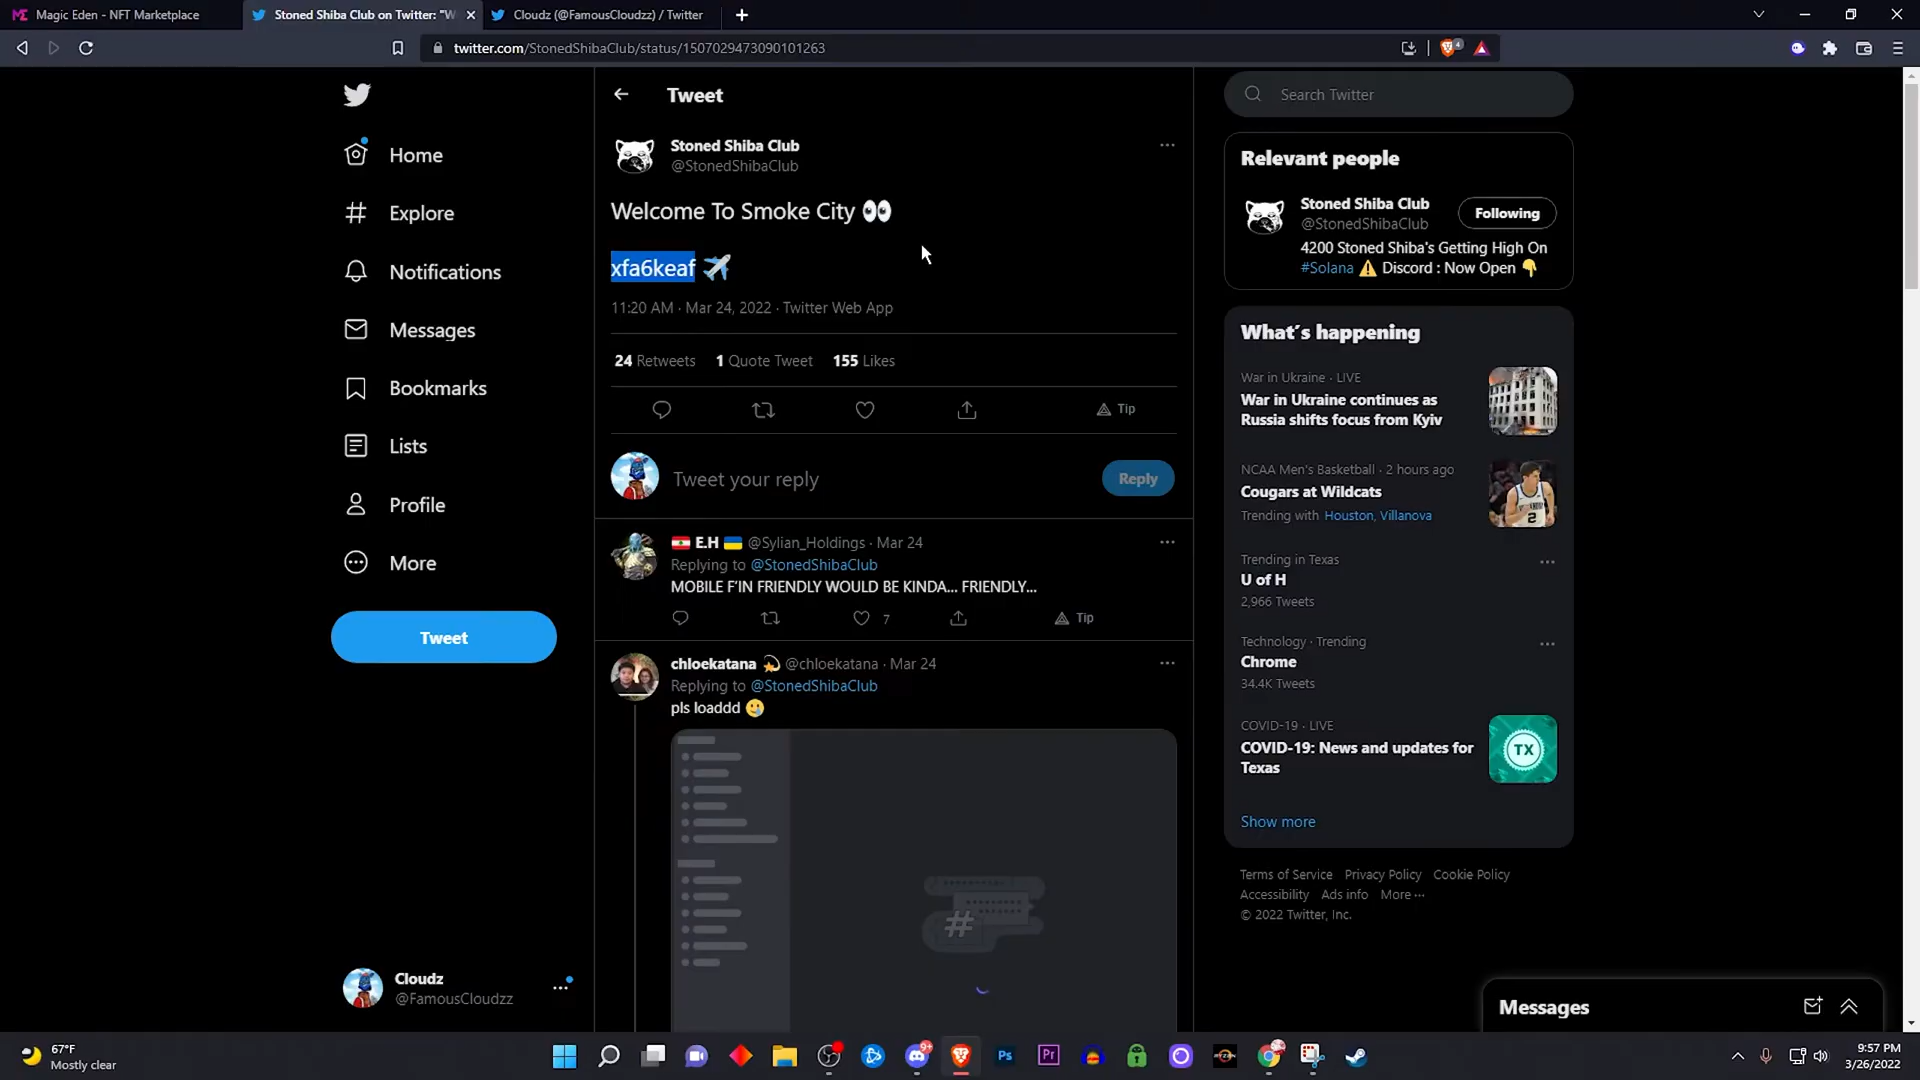 Magic Eden - NFT Marketplace
Stoned Shiba Club on Twitter: "W
Cloudz (@FamousCloudzz) / Twitter
twitter.com/StonedShibaClub/status/1507029473090101263
4
Home
Explore
Notifications
Messages
Bookmarks
Lists
Profile
More
Tweet
Cloudz
@FamousCloudzz
Tweet
Stoned Shiba Club
@StonedShibaClub
Welcome To Smoke City 👀
xfa6keaf ✈️
11:20 AM · Mar 24, 2022 · Twitter Web App
24 Retweets 1 Quote Tweet 155 Likes
Tip
Tweet your reply
Reply
E.H @Sylian_Holdings · Mar 24
Replying to @StonedShibaClub
MOBILE F'IN FRIENDLY WOULD BE KINDA... FRIENDLY...
7
Tip
chloekatana 💫 @chloekatana · Mar 24
Replying to @StonedShibaClub
pls loaddd 🥲
Search Twitter
Relevant people
Stoned Shiba Club
@StonedShibaClub
Following
4200 Stoned Shiba's Getting High On
#Solana ⚠️ Discord : Now Open 👇
What's happening
War in Ukraine · LIVE
War in Ukraine continues as
Russia shifts focus from Kyiv
NCAA Men's Basketball · 2 hours ago
Cougars at Wildcats
Trending with Houston, Villanova
Trending in Texas
U of H
2,966 Tweets
Technology · Trending
Chrome
34.4K Tweets
COVID-19 · LIVE
COVID-19: News and updates for
Texas
TX
Show more
Terms of Service Privacy Policy Cookie Policy
Accessibility Ads info More ···
© 2022 Twitter, Inc.
Messages
67°F
Mostly clear
Ps
Pr
9:57 PM
3/26/2022